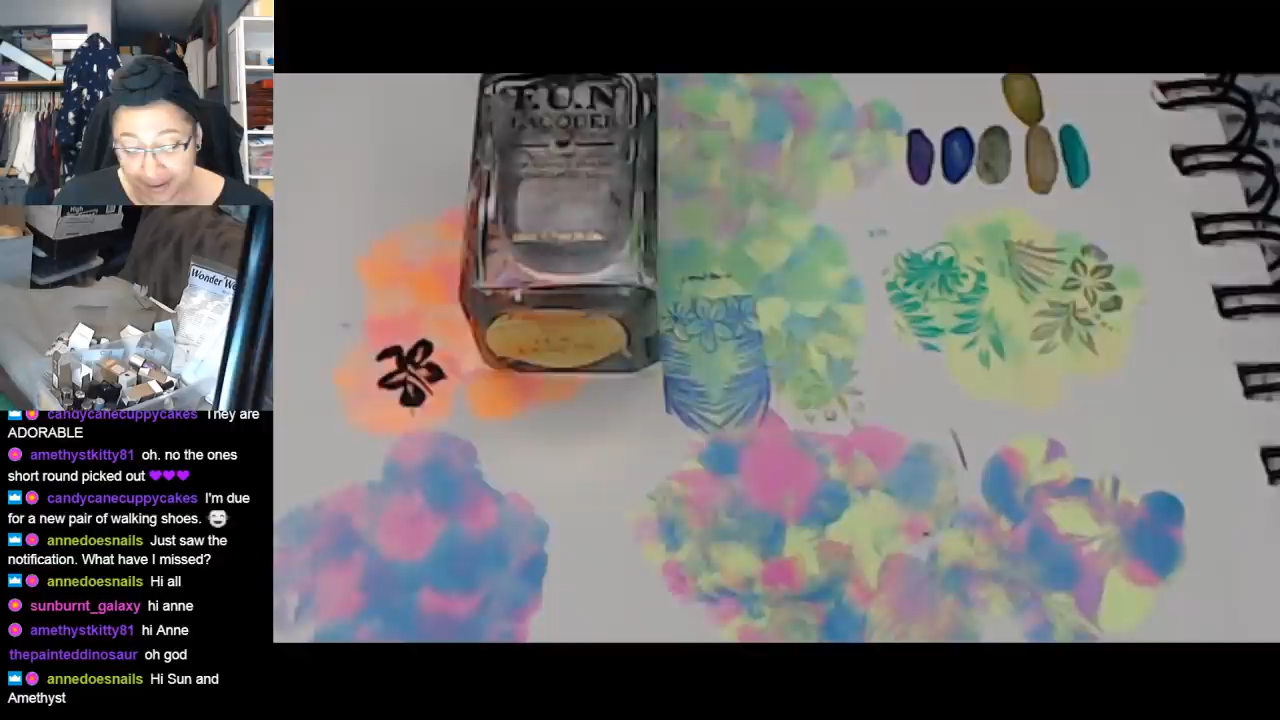 F.U.N
LACQUER
Wonder We
candycanecuppycakes They are
ADORABLE
amethystkitty81 oh. no the ones
short round picked out 💜💜💜
candycanecuppycakes I'm due
for a new pair of walking shoes.
annedoesnails Just saw the
notification. What have I missed?
annedoesnails Hi all
sunburnt_galaxy hi anne
amethystkitty81 hi Anne
thepainteddinosaur oh god
annedoesnails Hi Sun and
Amethyst